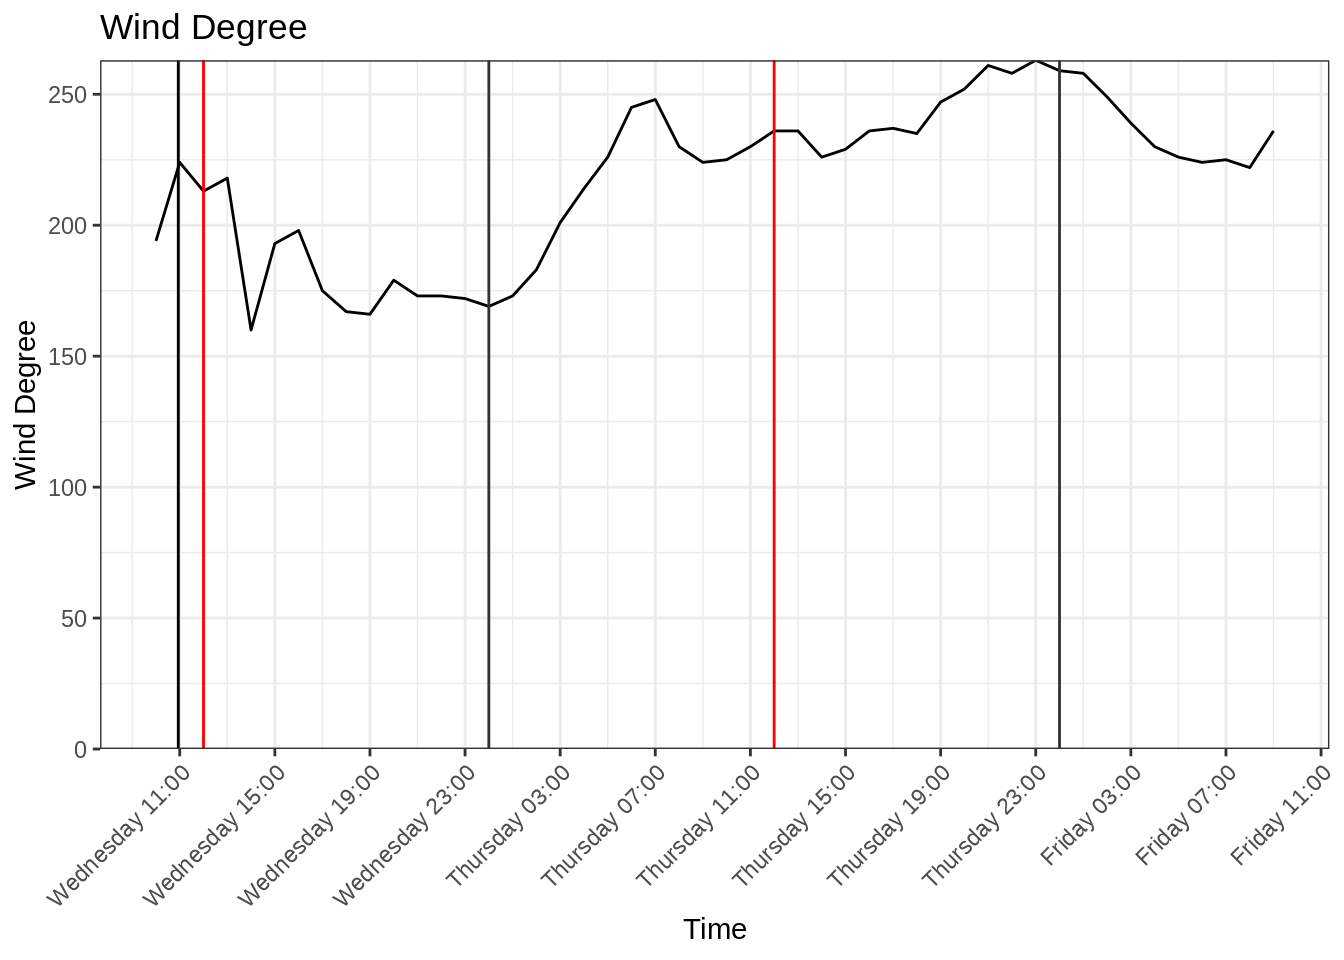 Wind Degree
Wind Degree
250
200
150
100
50
0
Wednesday 11:00
Wednesday 15:00
Wednesday 19:00
Wednesday 23:00
Thursday 03:00
Thursday 07:00
Thursday 11:00
Thursday 15:00
Thursday 19:00
Thursday 23:00
Friday 03:00
Friday 07:00
Friday 11:00
Time